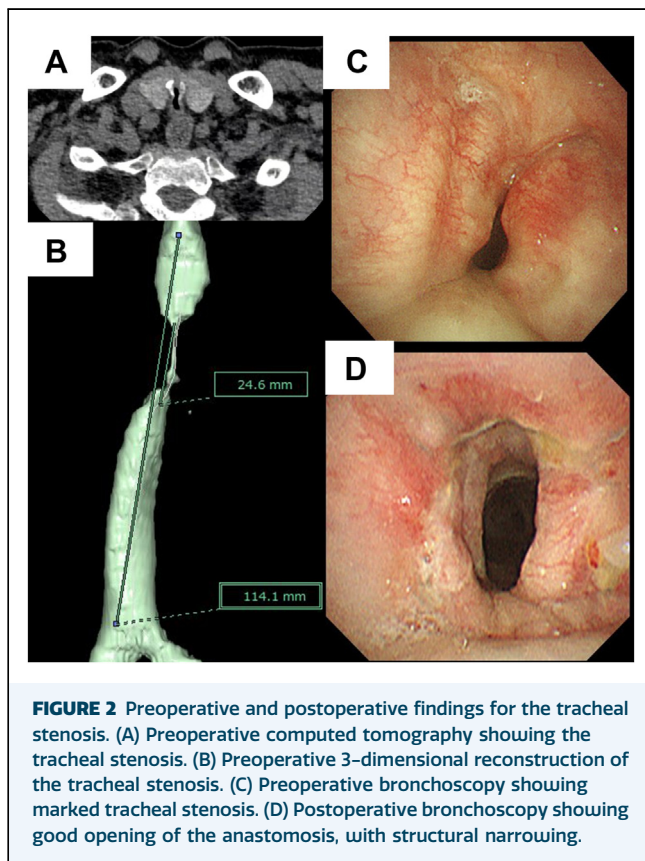 A
C
B
24.6 mm
D
114.1 mm
FIGURE 2 Preoperative and postoperative findings for the tracheal
stenosis. (A) Preoperative computed tomography showing the
tracheal stenosis. (B) Preoperative 3-dimensional reconstruction of
the tracheal stenosis. (C) Preoperative bronchoscopy showing
marked tracheal stenosis. (D) Postoperative bronchoscopy showing
good opening of the anastomosis, with structural narrowing.